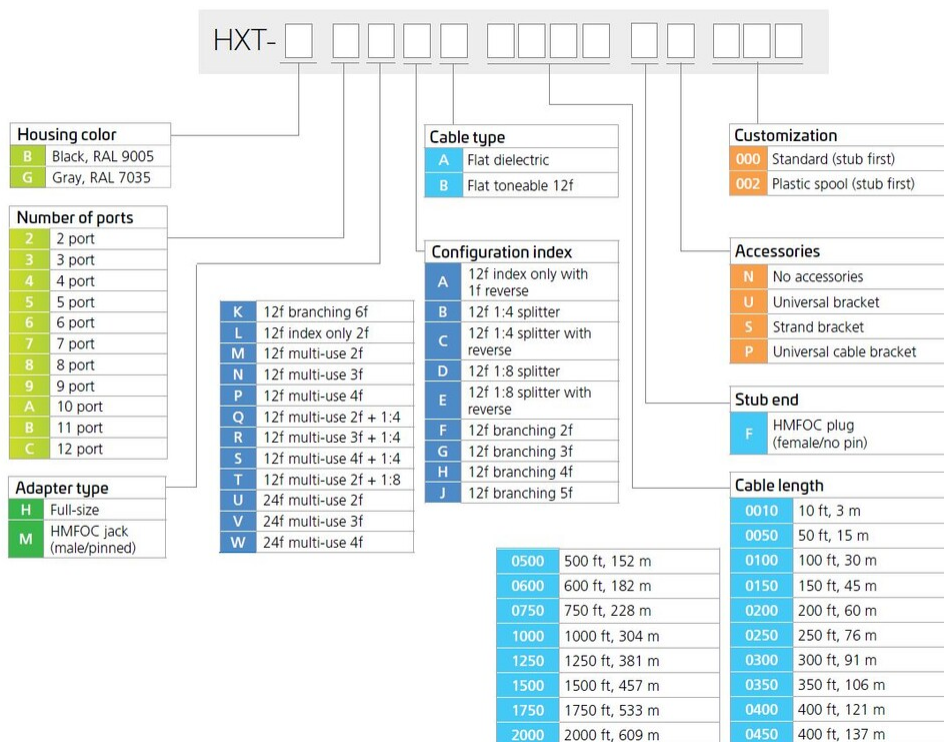 HXT-
Housing color
B Black, RAL 9005
G Gray, RAL 7035
Number of ports
2 2 port
3 3 port
4 4 port
5 5 port
6 6 port
7 7 port
8 8 port
9 9 port
A 10 port
B 11 port
C 12 port
Adapter type
H Full-size
M HMFOC jack
(male/pinned)
K 12f branching 6f
L 12f index only 2f
M 12f multi-use 2f
N 12f multi-use 3f
P 12f multi-use 4f
Q 12f multi-use 2f + 1:4
R 12f multi-use 3f + 1:4
S 12f multi-use 4f + 1:4
T 12f multi-use 2f + 1:8
U 24f multi-use 2f
V 24f multi-use 3f
W 24f multi-use 4f
Cable type
A Flat dielectric
B Flat toneable 12f
Configuration index
A 12f index only with
1f reverse
B 12f 1:4 splitter
C 12f 1:4 splitter with
reverse
D 12f 1:8 splitter
E 12f 1:8 splitter with
reverse
F 12f branching 2f
G 12f branching 3f
H 12f branching 4f
J 12f branching 5f
Customization
000 Standard (stub first)
002 Plastic spool (stub first)
Accessories
N No accessories
U Universal bracket
S Strand bracket
P Universal cable bracket
Stub end
F HMFOC plug
(female/no pin)
Cable length
0010 10 ft, 3 m
0050 50 ft, 15 m
0100 100 ft, 30 m
0150 150 ft, 45 m
0200 200 ft, 60 m
0250 250 ft, 76 m
0300 300 ft, 91 m
0350 350 ft, 106 m
0400 400 ft, 121 m
0450 400 ft, 137 m
0500 500 ft, 152 m
0600 600 ft, 182 m
0750 750 ft, 228 m
1000 1000 ft, 304 m
1250 1250 ft, 381 m
1500 1500 ft, 457 m
1750 1750 ft, 533 m
2000 2000 ft, 609 m